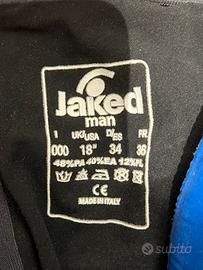 Jaked
man
I UK/USA D/ES FR
000 18" 34 36
48%PA 40%EA 12%PL
CE
MADE IN ITALY
subito